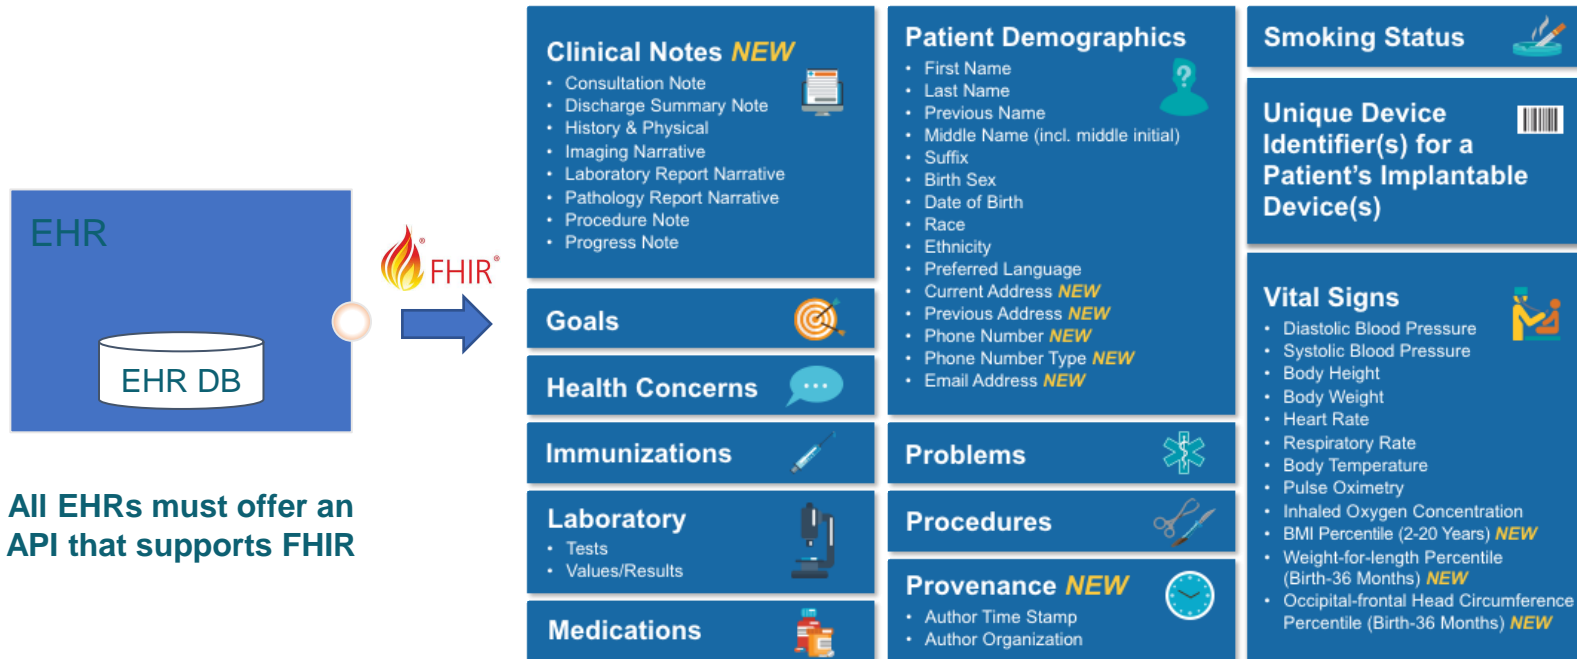 EHR
EHR DB
FHIR®
All EHRs must offer an
API that supports FHIR
Clinical Notes NEW
• Consultation Note
• Discharge Summary Note
• History & Physical
• Imaging Narrative
• Laboratory Report Narrative
• Pathology Report Narrative
• Procedure Note
• Progress Note
Goals
Health Concerns
Immunizations
Laboratory
• Tests
• Values/Results
Medications
Patient Demographics
• First Name
• Last Name
• Previous Name
• Middle Name (incl. middle initial)
• Suffix
• Birth Sex
• Date of Birth
• Race
• Ethnicity
• Preferred Language
• Current Address NEW
• Previous Address NEW
• Phone Number NEW
• Phone Number Type NEW
• Email Address NEW
Problems
Procedures
Provenance NEW
• Author Time Stamp
• Author Organization
Smoking Status
Unique Device
Identifier(s) for a
Patient's Implantable
Device(s)
Vital Signs
• Diastolic Blood Pressure
• Systolic Blood Pressure
• Body Height
• Body Weight
• Heart Rate
• Respiratory Rate
• Body Temperature
• Pulse Oximetry
• Inhaled Oxygen Concentration
• BMI Percentile (2-20 Years) NEW
• Weight-for-length Percentile
(Birth-36 Months) NEW
• Occipital-frontal Head Circumference
Percentile (Birth-36 Months) NEW